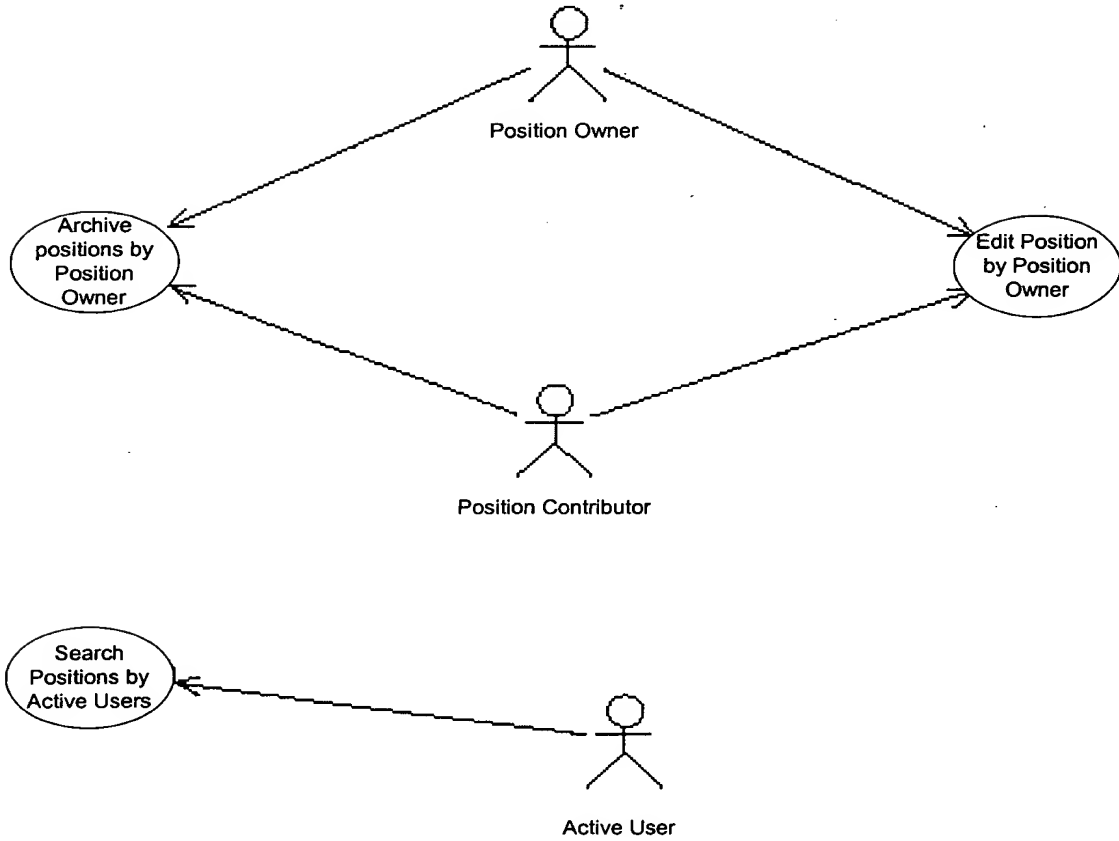 Position Owner
Archive
positions by
Position
Owner
Edit Position
by Position
Owner
Position Contributor
Search
Positions by
Active Users
Active User